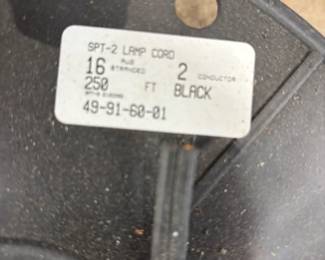 SPT-2 LAMP CORD
16 AWG STRANDED 2 CONDUCTOR
250 FT BLACK
49-91-60-01